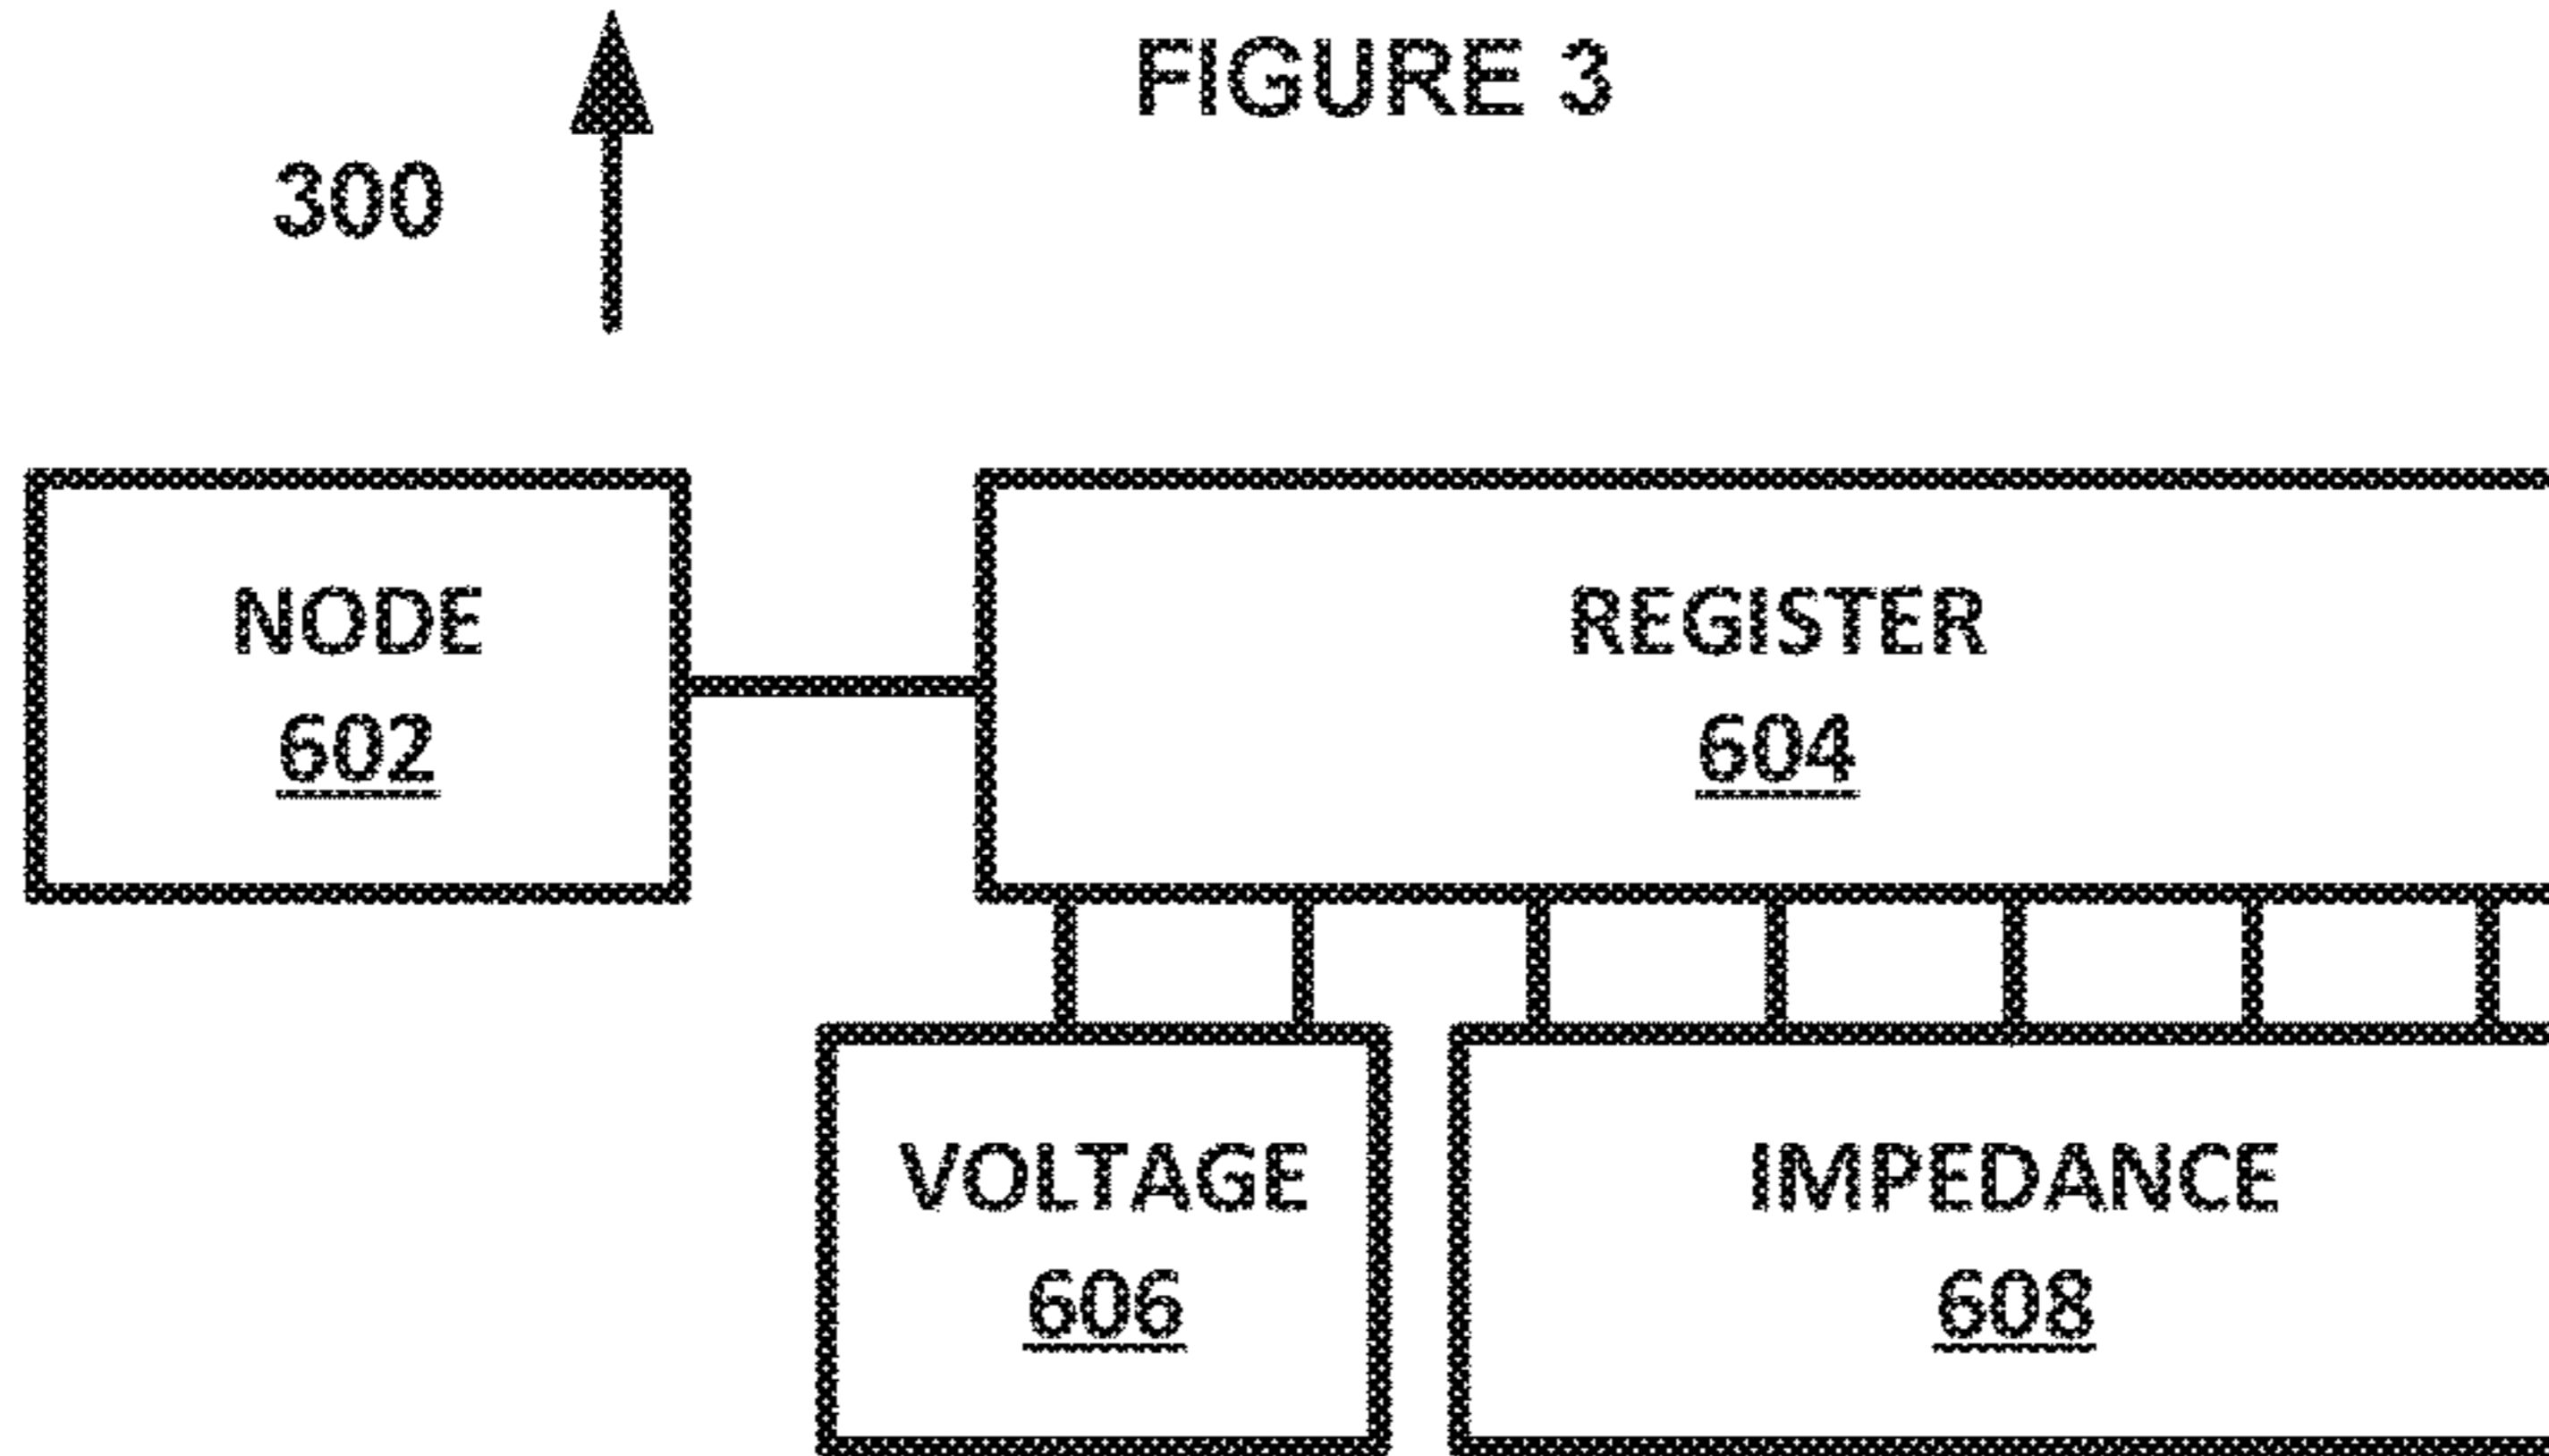 FIGURE 3
300
NODE
602
REGISTER
604
VOLTAGE
606
IMPEDANCE
608